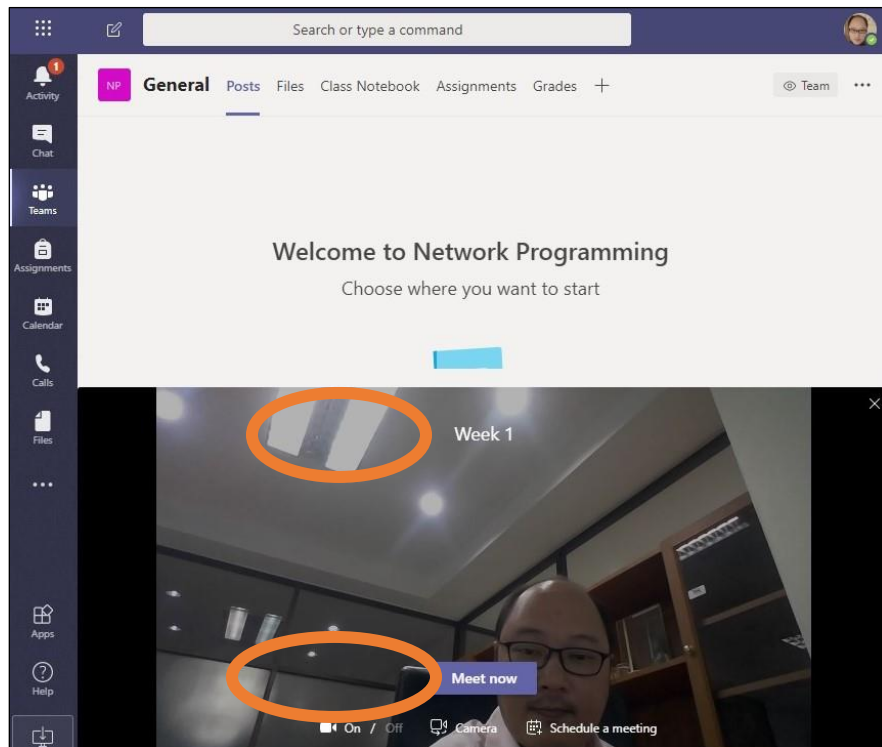 Search or type a command
1
Activity
Chat
Teams
Assignments
Calendar
Calls
Files
Apps
Help
NP General Posts Files Class Notebook Assignments Grades Team
Welcome to Network Programming
Choose where you want to start
Week 1
Meet now
On / Off Camera Schedule a meeting